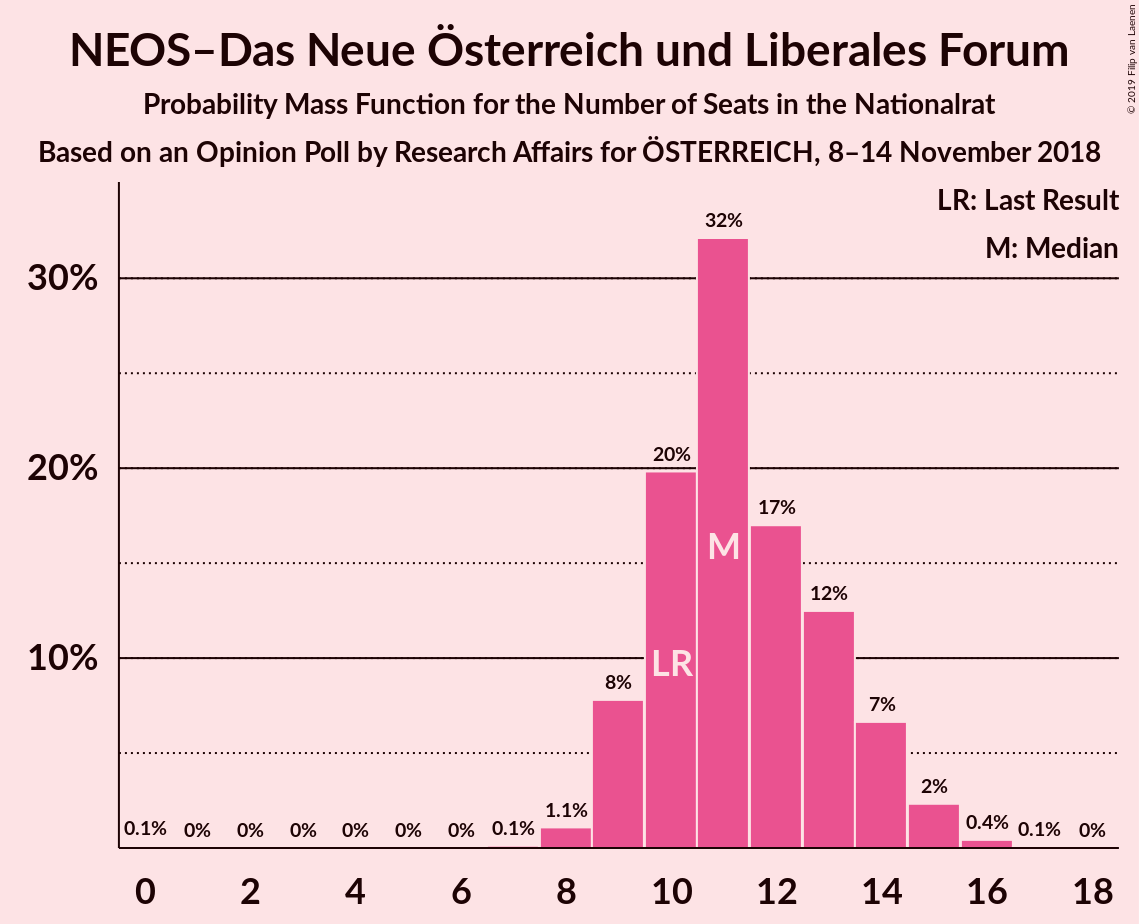 NEOS–Das Neue Österreich und Liberales Forum
Probability Mass Function for the Number of Seats in the Nationalrat
Based on an Opinion Poll by Research Affairs for ÖSTERREICH, 8–14 November 2018
© 2019 Filip van Laenen
LR: Last Result
M: Median
30%
20%
10%
0.1% 0% 0% 0% 0% 0% 0% 0.1% 1.1% 8% 20% 32% 17% 12% 7% 2% 0.4% 0.1% 0%
M
LR
0 2 4 6 8 10 12 14 16 18